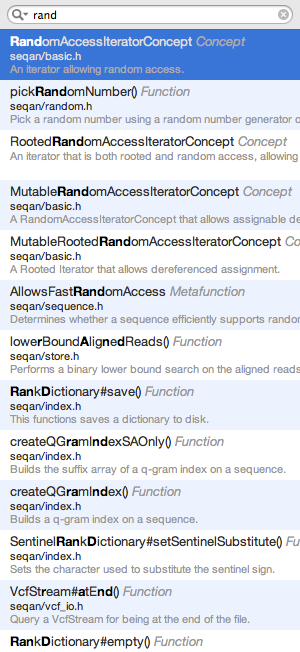 rand
RandomAccessIteratorConcept Concept
seqan/basic.h
An iterator allowing random access.
pickRandomNumber() Function
seqan/random.h
Pick a random number using a random number generator o
RootedRandomAccessIteratorConcept Concept
An iterator that is both rooted and random access, allowing
MutableRandomAccessIteratorConcept Concept
seqan/basic.h
A RandomAccessIteratorConcept that allows assignable de
MutableRootedRandomAccessIteratorConcept Co
seqan/basic.h
A Rooted Iterator that allows dereferenced assignment.
AllowsFastRandomAccess Metafunction
seqan/sequence.h
Determines whether a sequence efficiently supports rando
lowerBoundAlignedReads() Function
seqan/store.h
Performs a binary lower bound search on the aligned reads
RankDictionary#save() Function
seqan/index.h
This functions saves a dictionary to disk.
createQGramIndexSAOnly() Function
seqan/index.h
Builds the suffix array of a q-gram index on a sequence.
createQGramIndex() Function
seqan/index.h
Builds a q-gram index on a sequence.
SentinelRankDictionary#setSentinelSubstitute() Fu
seqan/index.h
Sets the character used to substitute the sentinel sign.
VcfStream#atEnd() Function
seqan/vcf_io.h
Query a VcfStream for being at the end of the file.
RankDictionary#empty() Function